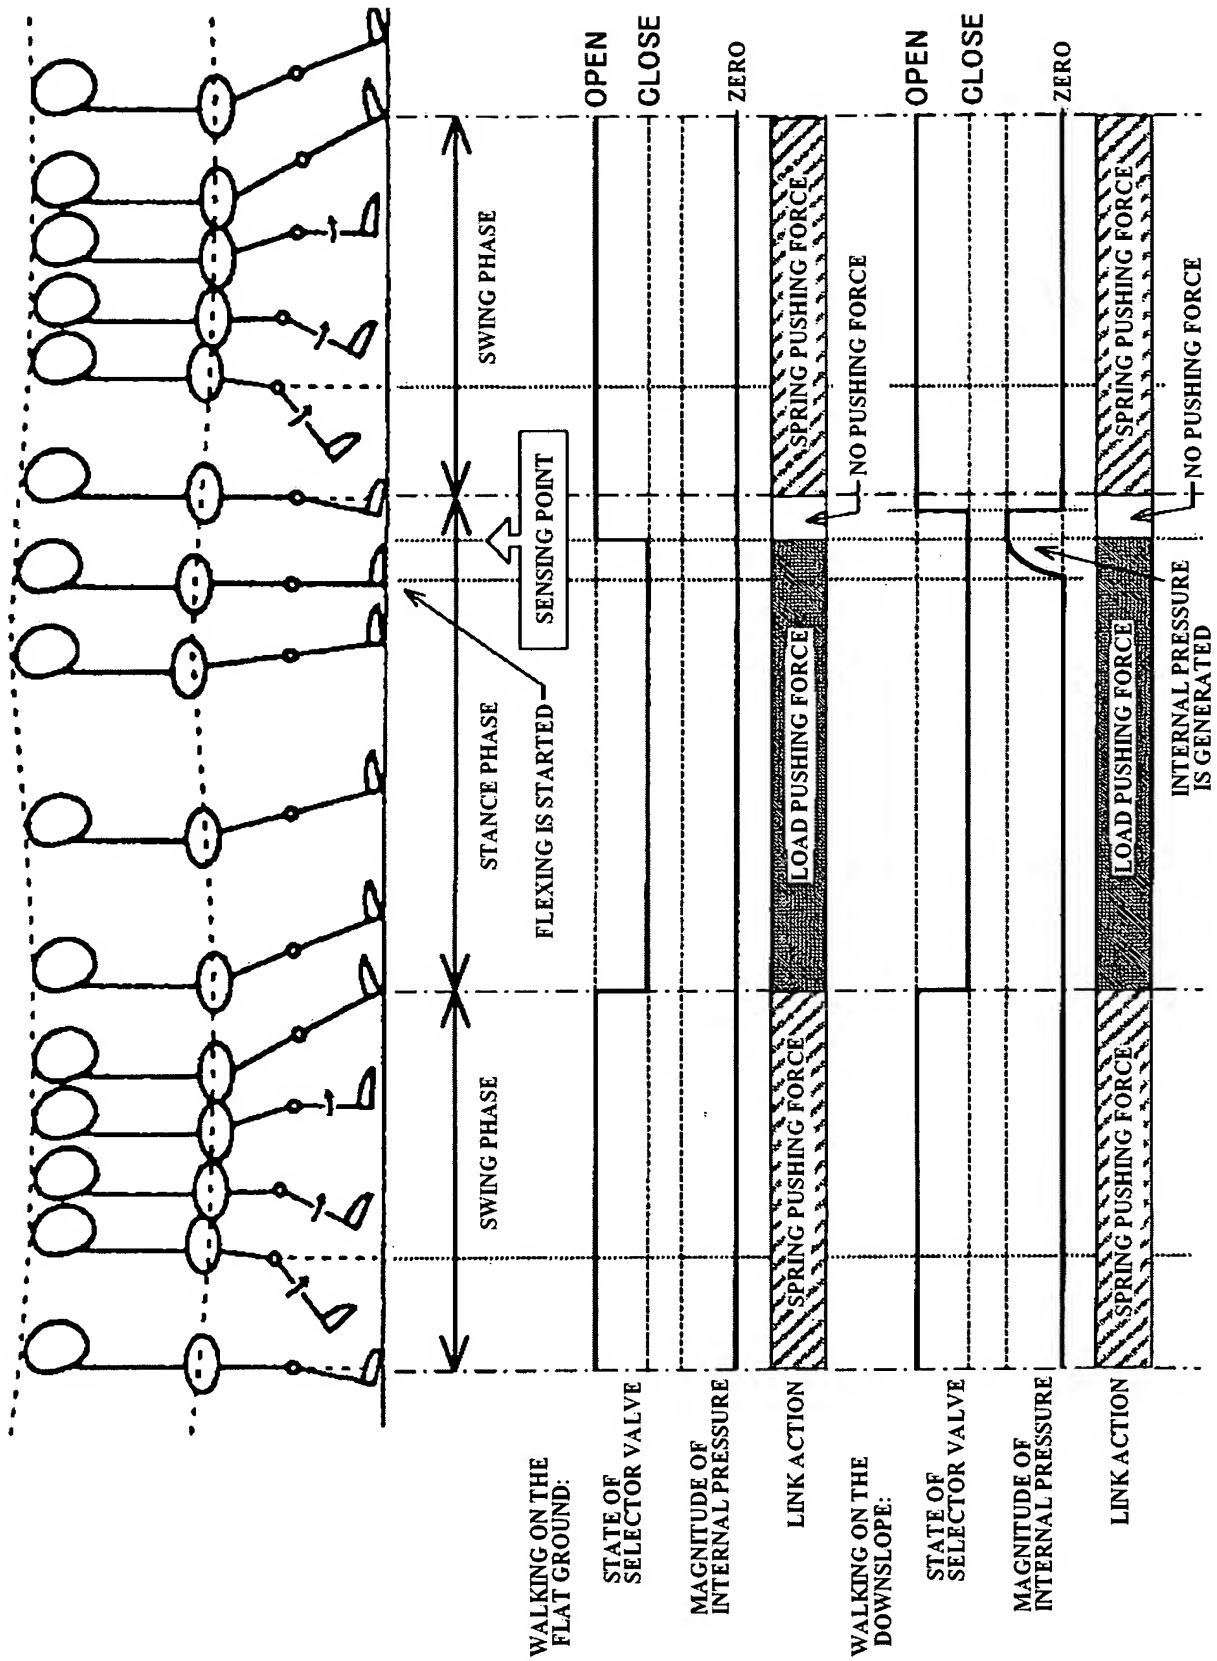 SWING PHASE
STANCE PHASE
SWING PHASE
FLEXING IS STARTED
SENSING POINT
WALKING ON THE
FLAT GROUND:
STATE OF
SELECTOR VALVE
OPEN
CLOSE
MAGNITUDE OF
INTERNAL PRESSURE
ZERO
LINK ACTION
SPRING PUSHING FORCE
LOAD PUSHING FORCE
SPRING PUSHING FORCE
NO PUSHING FORCE
WALKING ON THE
DOWNSLOPE:
STATE OF
SELECTOR VALVE
OPEN
CLOSE
MAGNITUDE OF
INTERNAL PRESSURE
ZERO
LINK ACTION
SPRING PUSHING FORCE
LOAD PUSHING FORCE
SPRING PUSHING FORCE
INTERNAL PRESSURE
IS GENERATED
NO PUSHING FORCE